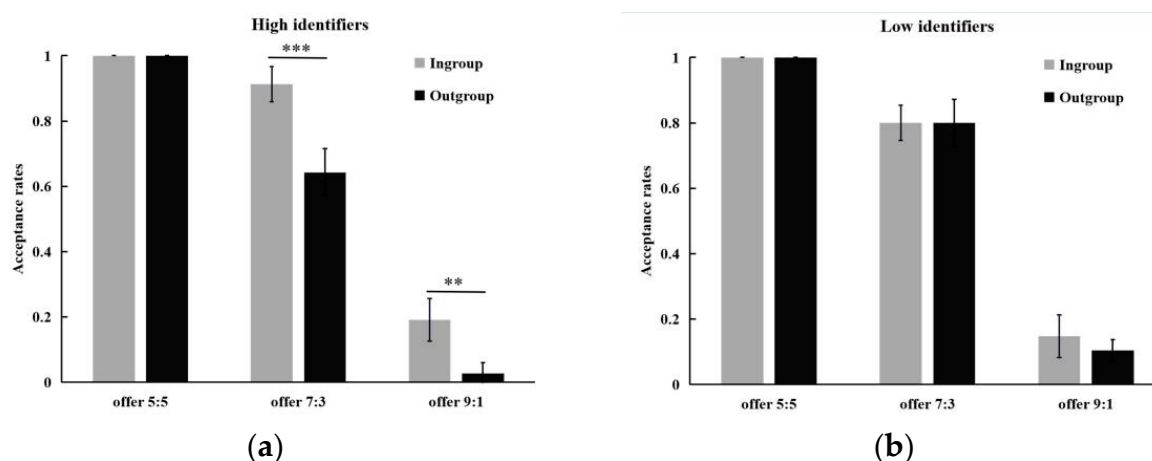 High identifiers
***
**
Ingroup
Outgroup
Acceptance rates
1
0.8
0.6
0.4
0.2
0
offer 5:5
offer 7:3
offer 9:1
(a)
Low identifiers
Ingroup
Outgroup
Acceptance rates
1
0.8
0.6
0.4
0.2
0
offer 5:5
offer 7:3
offer 9:1
(b)